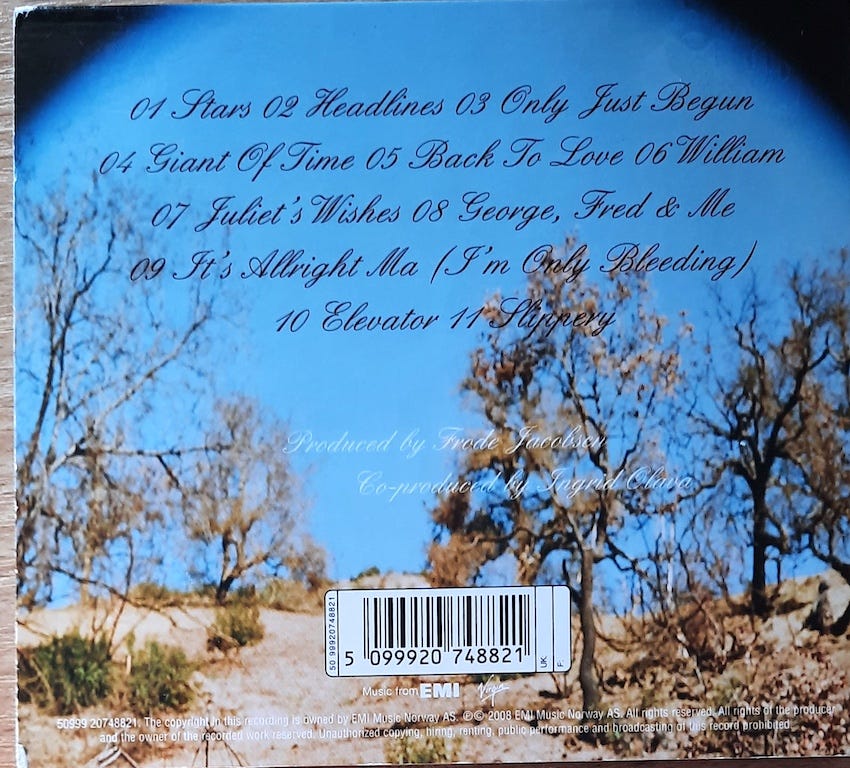 01 Stars 02 Headlines 03 Only Just Begun
04 Giant Of Time 05 Back To Love 06 William
07 Juliet's Wishes 08 George, Fred & Me
09 It's Allright Ma (I'm Only Bleeding)
10 Elevator 11 Slippery
Produced by Frode Jacobsen
Co-produced by Ingrid Olava
50 99920748821
5 099920 748821
UK
F:
Music from EMI Virgin
50999 20748821. The copyright in this recording is owned by EMI Music Norway AS. ℗© 2008 EMI Music Norway AS. All rights reserved. All rights of the producer
and the owner of the recorded work reserved. Unauthorized copying, hiring, renting, public performance and broadcasting of this record prohibited.